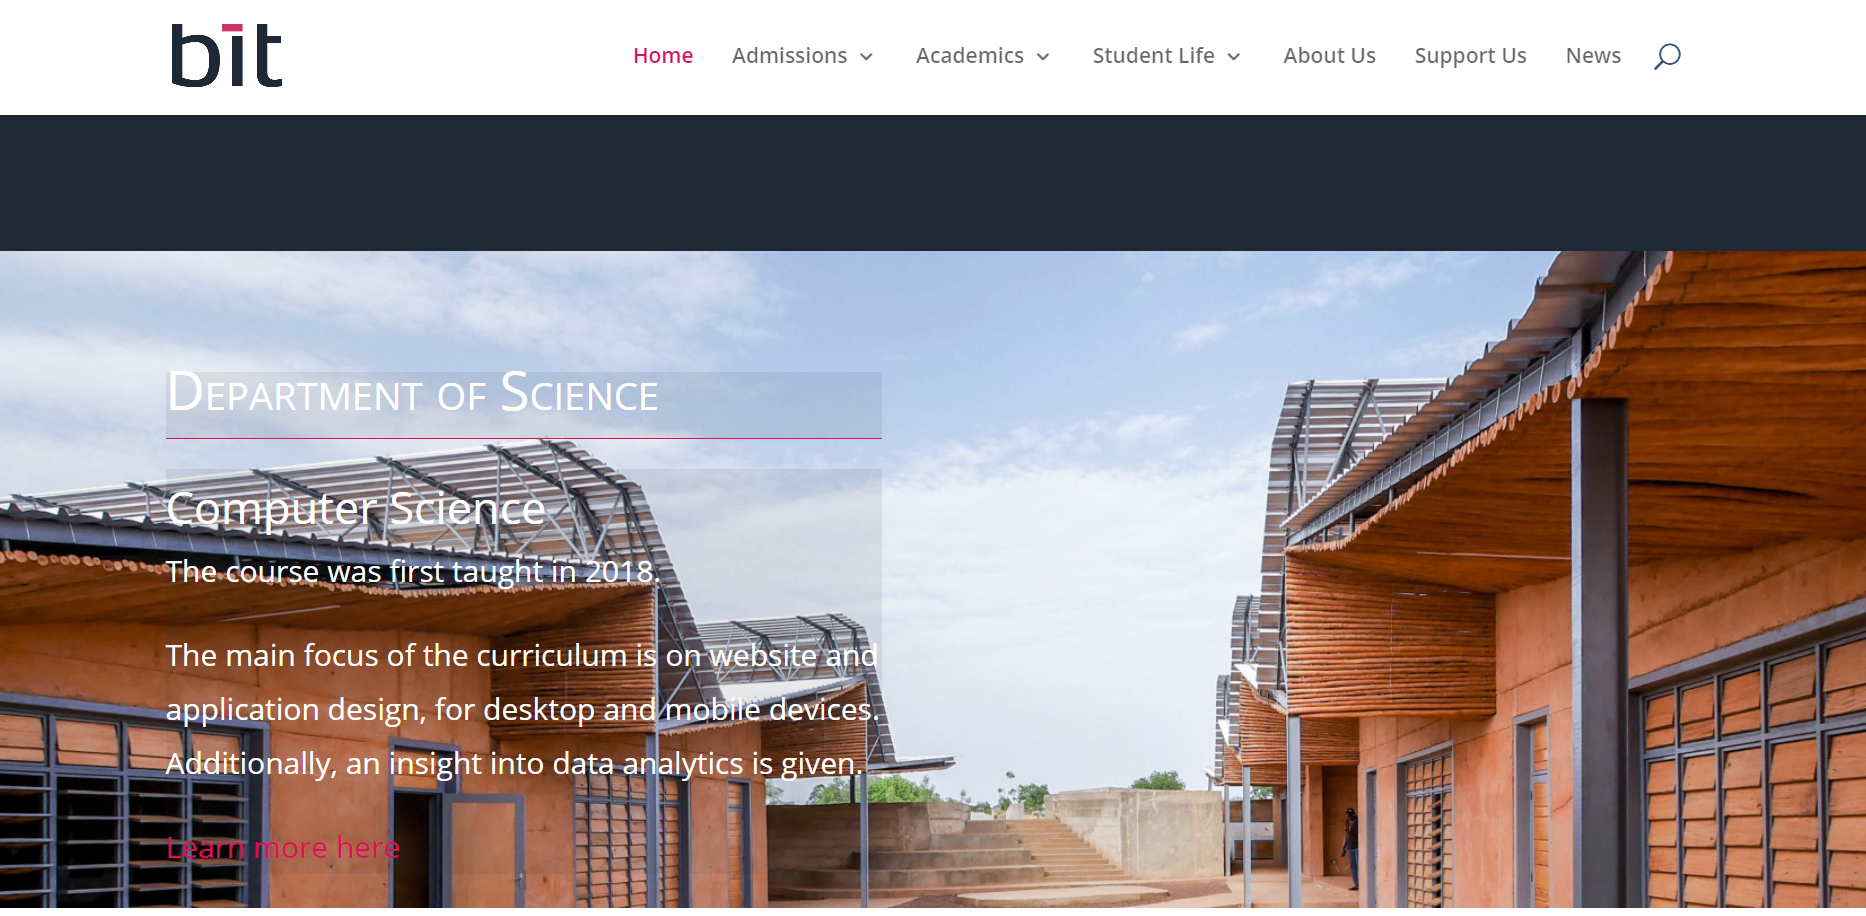 bit
Home Admissions Academics Student Life About Us Support Us News
Department of Science
Computer Science
The course was first taught in 2018.
The main focus of the curriculum is on website and
application design, for desktop and mobile devices.
Additionally, an insight into data analytics is given.
Learn more here